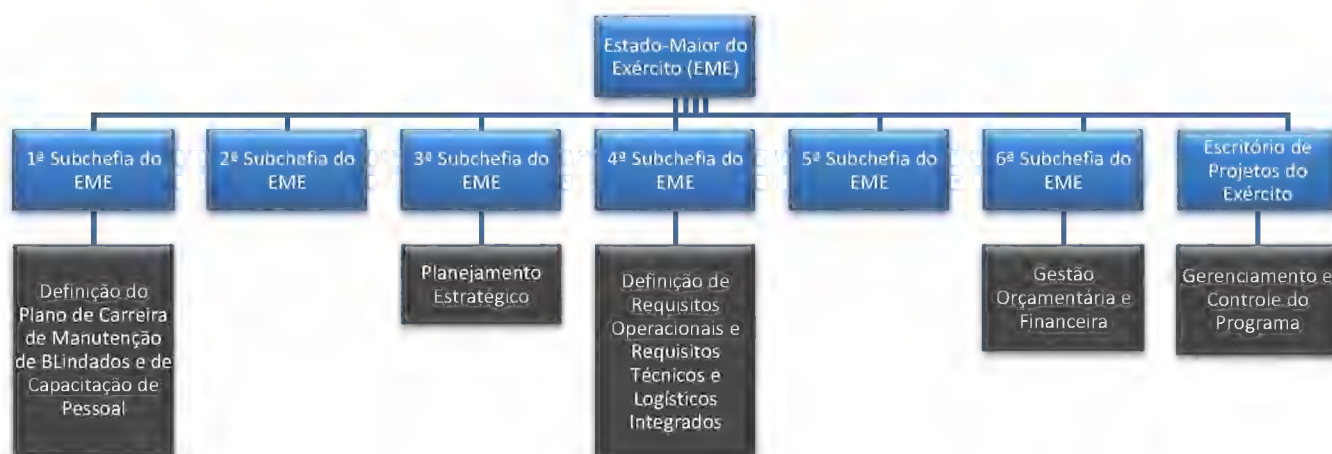 Estado-Maior do
Exército (EME)
1ª Subchefia do
EME
2ª Subchefia do
EME
3ª Subchefia do
EME
4ª Subchefia do
EME
5ª Subchefia do
EME
6ª Subchefia do
EME
Escritório de
Projetos do
Exército
Definição do
Plano de Carreira
de Manutenção
de BLindados e de
Capacitação de
Pessoal
Planejamento
Estratégico
Definição de
Requisitos
Operacionais e
Requisitos
Técnicos e
Logísticos
Integrados
Gestão
Orçamentária e
Financeira
Gerenciamento e
Controle do
Programa